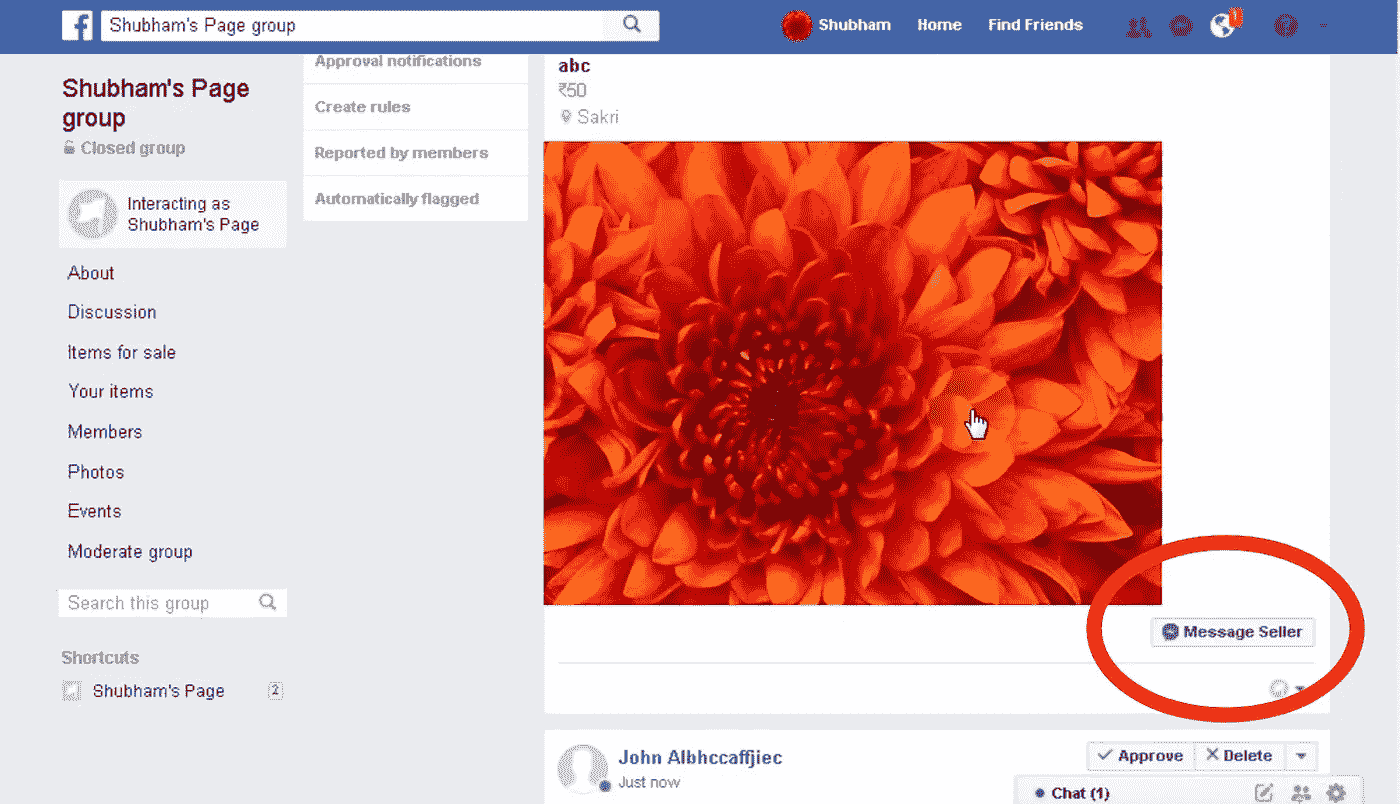 f
Shubham's Page group
Shubham
Home
Find Friends
1
Shubham's Page
group
Closed group
Interacting as
Shubham's Page
About
Discussion
Items for sale
Your items
Members
Photos
Events
Moderate group
Search this group
Shortcuts
Shubham's Page
2
Approval notifications
Create rules
Reported by members
Automatically flagged
abc
₹50
Sakri
Message Seller
John Albhccaffjiec
Just now
Approve
Delete
Chat (1)